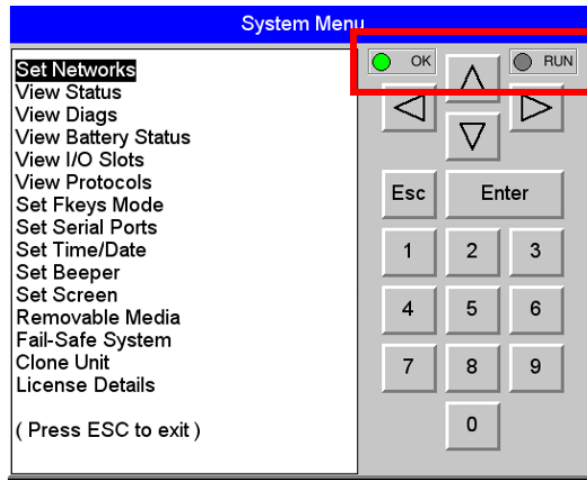 System Menu
OK
RUN
Set Networks
View Status
View Diags
View Battery Status
View I/O Slots
View Protocols
Set Fkeys Mode
Set Serial Ports
Set Time/Date
Set Beeper
Set Screen
Removable Media
Fail-Safe System
Clone Unit
License Details
( Press ESC to exit )
Esc Enter
1 2 3
4 5 6
7 8 9
0